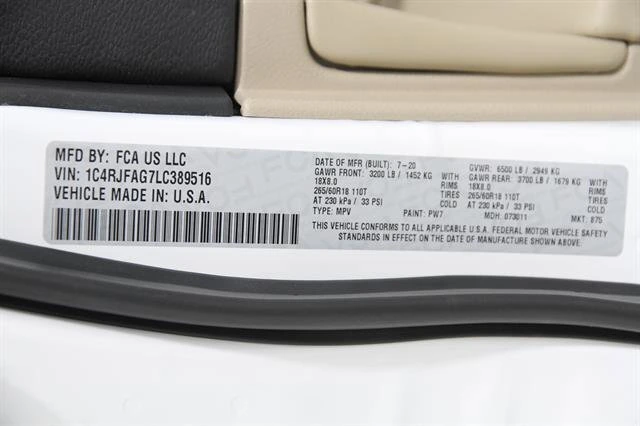 MFD BY: FCA US LLC
VIN: 1C4RJFAG7LC389516
VEHICLE MADE IN: U.S.A.
DATE OF MFR (BUILT): 7-20 GVWR: 6500 LB / 2949 KG
GAWR FRONT: 3200 LB / 1452 KG WITH GAWR REAR: 3700 LB / 1679 KG WITH
18X8.0 RIMS 18X8.0 RIMS
265/60R18 110T TIRES 265/60R18 110T TIRES
AT 230 kPa / 33 PSI COLD AT 230 kPa / 33 PSI COLD
TYPE: MPV PAINT: PW7 MDH: 073011 MKT: 875
THIS VEHICLE CONFORMS TO ALL APPLICABLE U.S.A. FEDERAL MOTOR VEHICLE SAFETY
STANDARDS IN EFFECT ON THE DATE OF MANUFACTURE SHOWN ABOVE.